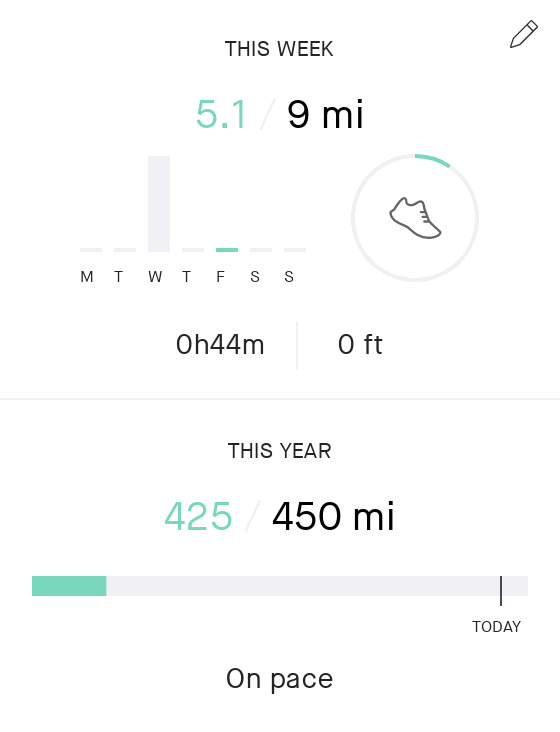 THIS WEEK
5.1 / 9 mi
M T W T F S S
0h44m 0 ft
THIS YEAR
425 / 450 mi
TODAY
On pace